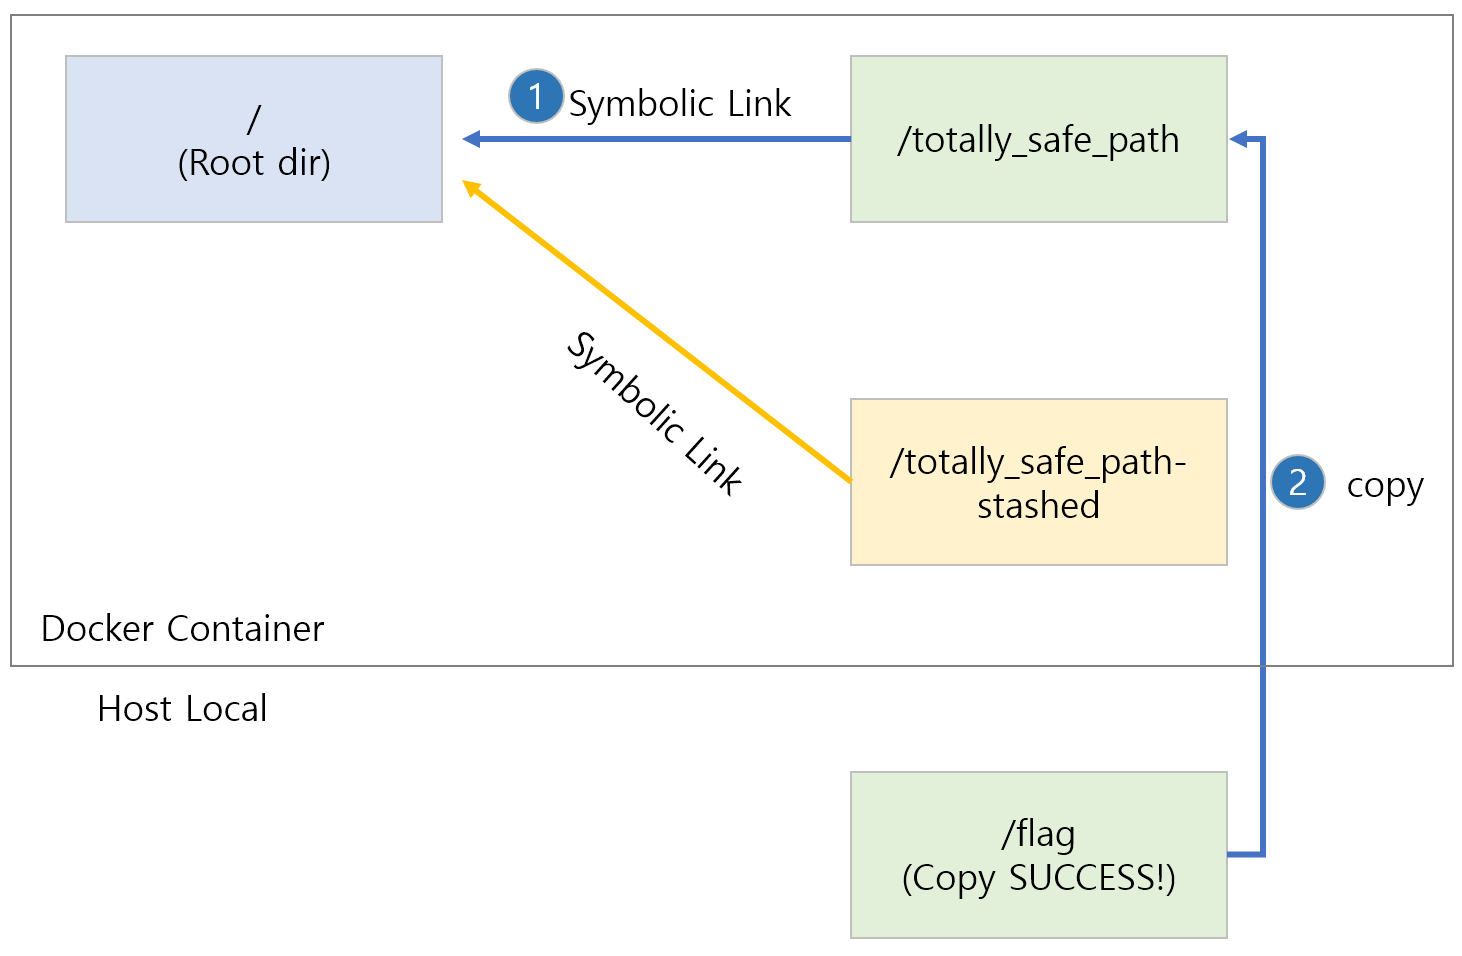 /
(Root dir)
1
Symbolic Link
/totally_safe_path
Symbolic Link
/totally_safe_path-
stashed
2
copy
Docker Container
Host Local
/flag
(Copy SUCCESS!)